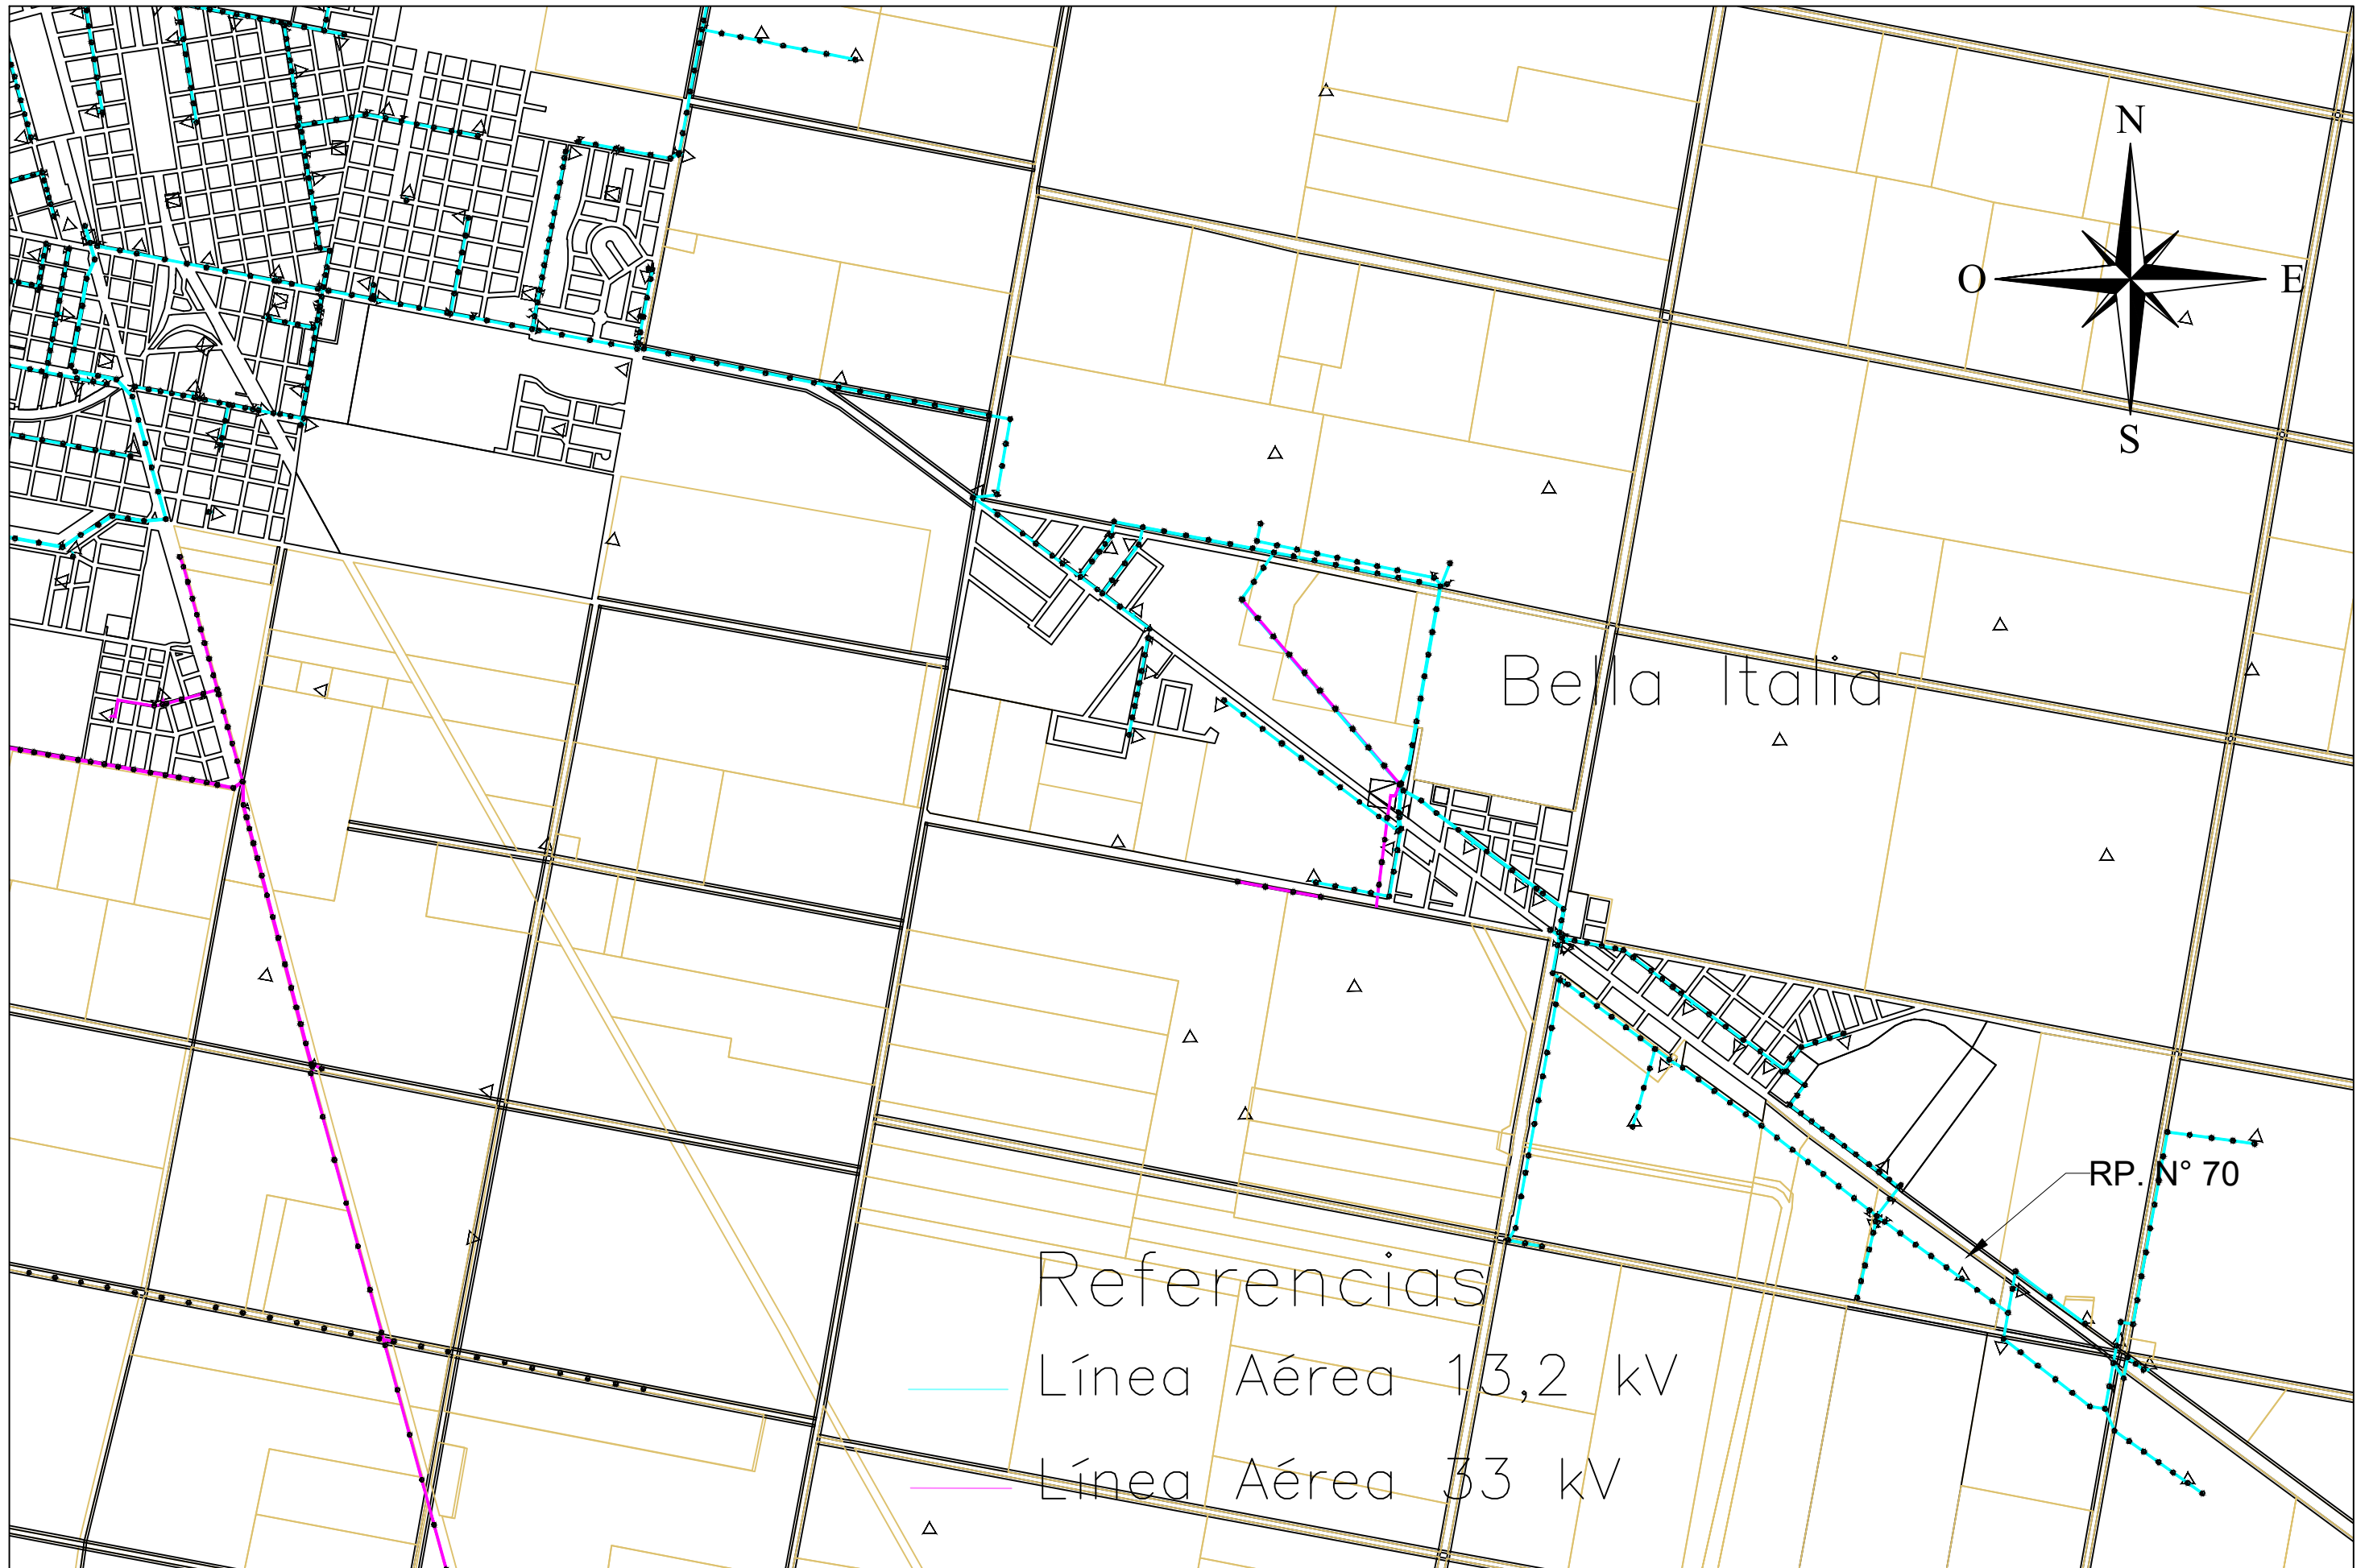 N
O E
S
Bella Italia
RP. N° 70
Referencias
Línea Aérea 13,2 kV
Línea Aérea 33 kV